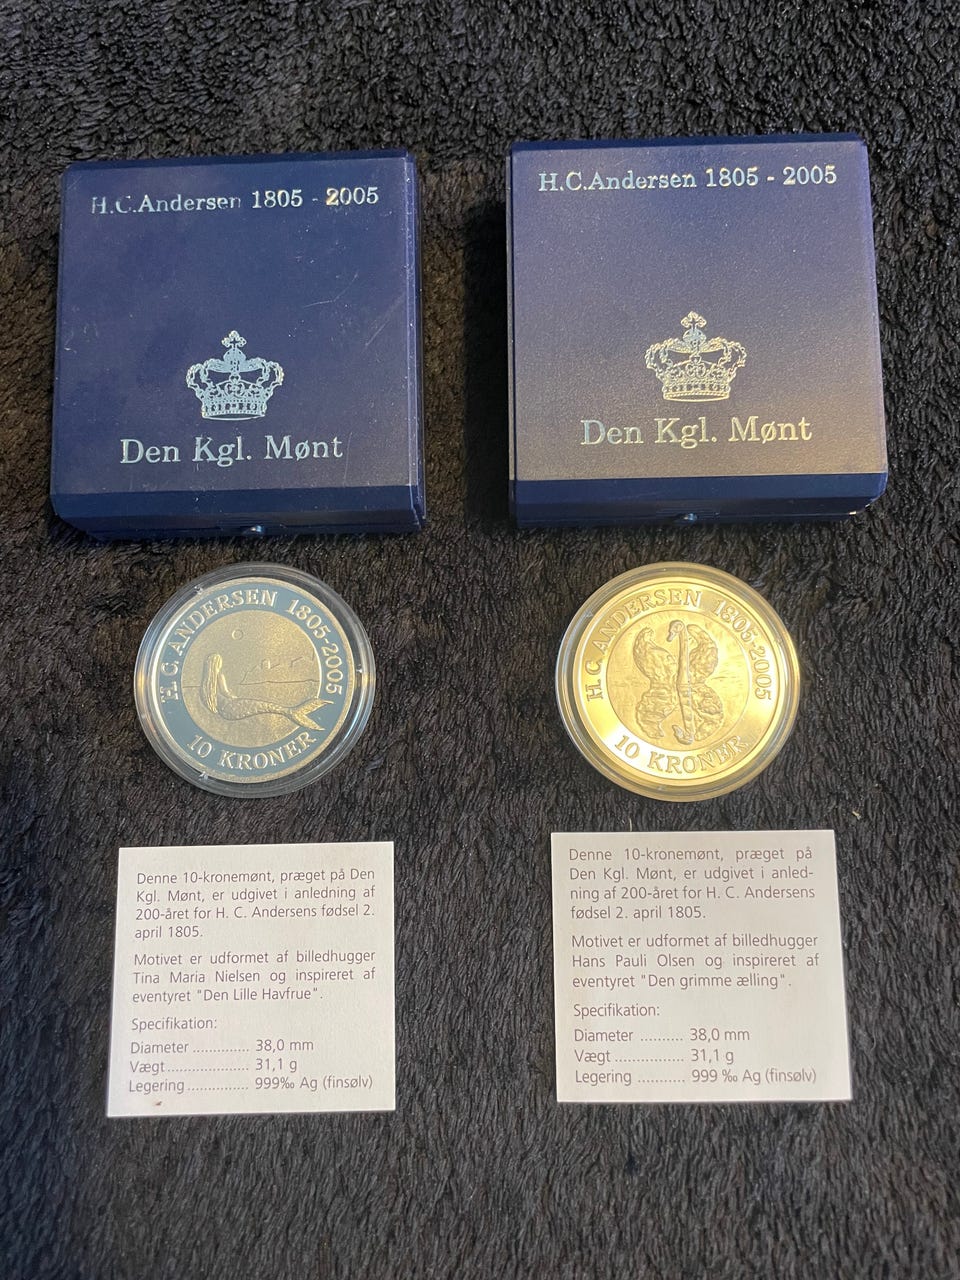 H.C.Andersen 1805 - 2005
Den Kgl. Mønt
H.C.Andersen 1805 - 2005
Den Kgl. Mønt
H. C. ANDERSEN 1805-2005
10 KRONER
H. C. ANDERSEN 1805-2005
10 KRONER
Denne 10-kronemønt, præget på Den
Kgl. Mønt, er udgivet i anledning af
200-året for H. C. Andersens fødsel 2.
april 1805.
Motivet er udformet af billedhugger
Tina Maria Nielsen og inspireret af
eventyret "Den Lille Havfrue".
Specifikation:
Diameter .............. 38,0 mm
Vægt.................... 31,1 g
Legering ............... 999‰ Ag (finsølv)
Denne 10-kronemønt, præget på
Den Kgl. Mønt, er udgivet i anled-
ning af 200-året for H. C. Andersens
fødsel 2. april 1805.
Motivet er udformet af billedhugger
Hans Pauli Olsen og inspireret af
eventyret "Den grimme ælling".
Specifikation:
Diameter .......... 38,0 mm
Vægt ................. 31,1 g
Legering ............ 999 ‰ Ag (finsølv)